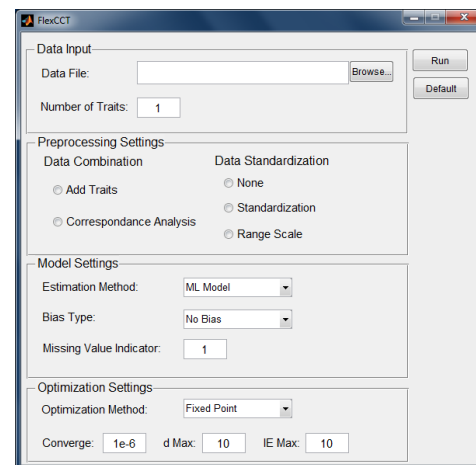 FlexCCT
Data Input
Data File:
Browse...
Run
Default
Number of Traits:
1
Preprocessing Settings
Data Combination
Data Standardization
Add Traits
None
Standardization
Correspondance Analysis
Range Scale
Model Settings
Estimation Method:
ML Model
Bias Type:
No Bias
Missing Value Indicator:
1
Optimization Settings
Optimization Method:
Fixed Point
Converge:
1e-6
d Max:
10
IE Max:
10